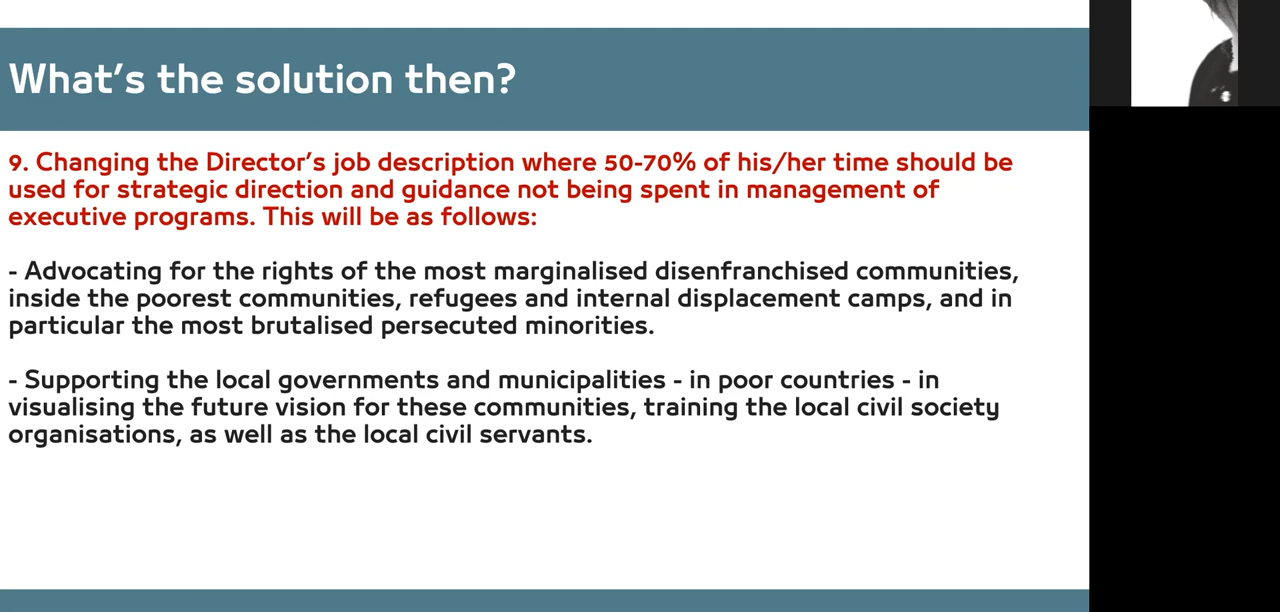 What's the solution then?
9. Changing the Director's job description where 50-70% of his/her time should be
used for strategic direction and guidance not being spent in management of
executive programs. This will be as follows:
- Advocating for the rights of the most marginalised disenfranchised communities,
inside the poorest communities, refugees and internal displacement camps, and in
particular the most brutalised persecuted minorities.
- Supporting the local governments and municipalities - in poor countries - in
visualising the future vision for these communities, training the local civil society
organisations, as well as the local civil servants.